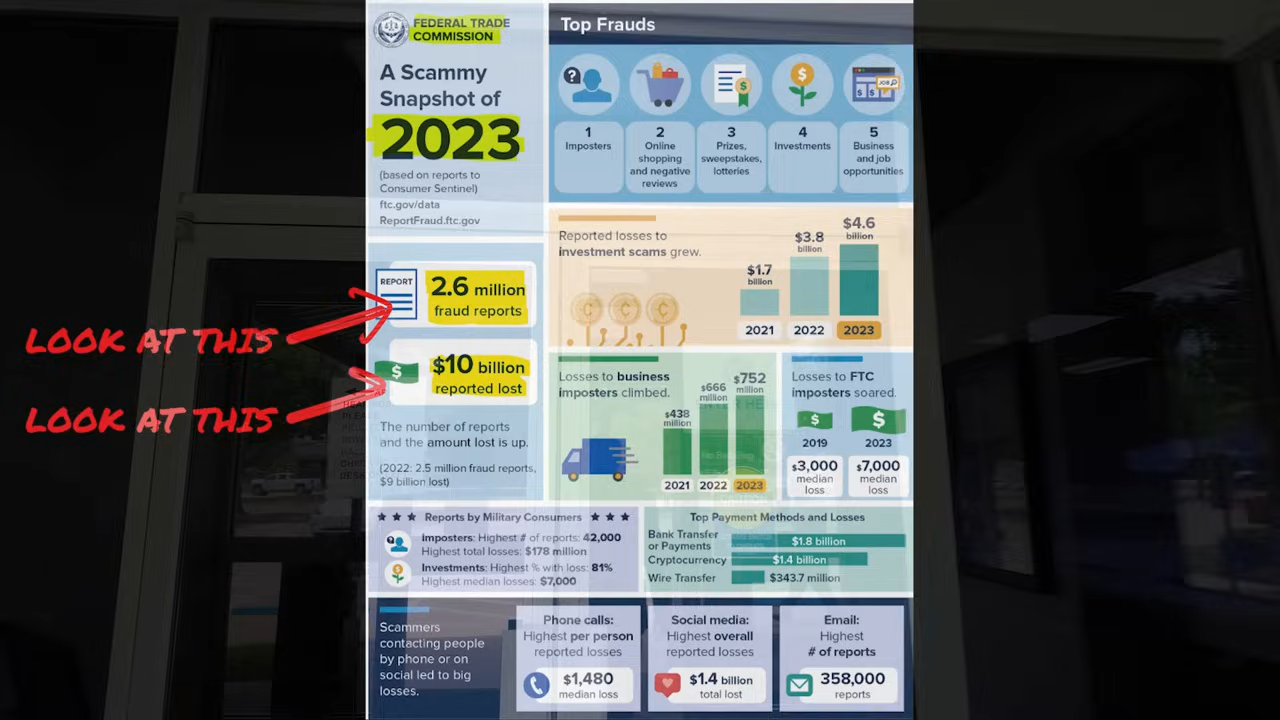 FEDERAL TRADE
COMMISSION
A Scammy
Snapshot of
2023
(based on reports to
Consumer Sentinel)
ftc.gov/data
ReportFraud.ftc.gov
LOOK AT THIS
REPORT
2.6 million
fraud reports
LOOK AT THIS
$
$10 billion
reported lost
The number of reports
and the amount lost is up.
(2022: 2.5 million fraud reports,
$9 billion lost)
Top Frauds
JOB
1
Imposters
2
Online
shopping
and negative
reviews
3
Prizes,
sweepstakes,
lotteries
4
Investments
5
Business
and job
opportunities
Reported losses to
investment scams grew.
$1.7
billion
2021
$3.8
billion
2022
$4.6
billion
2023
Losses to business
imposters climbed.
$438
million
2021
$666
million
2022
$752
million
2023
Losses to FTC
imposters soared.
$
2019
$3,000
median
loss
$
2023
$7,000
median
loss
Reports by Military Consumers
Imposters: Highest # of reports: 42,000
Highest total losses: $178 million
Investments: Highest % with loss: 81%
Highest median losses: $7,000
Top Payment Methods and Losses
Bank Transfer
or Payments
$1.8 billion
Cryptocurrency
$1.4 billion
Wire Transfer
$343.7 million
Scammers
contacting people
by phone or on
social led to big
losses.
Phone calls:
Highest per person
reported losses
$1,480
median loss
Social media:
Highest overall
reported losses
$1.4 billion
total lost
Email:
Highest
# of reports
358,000
reports